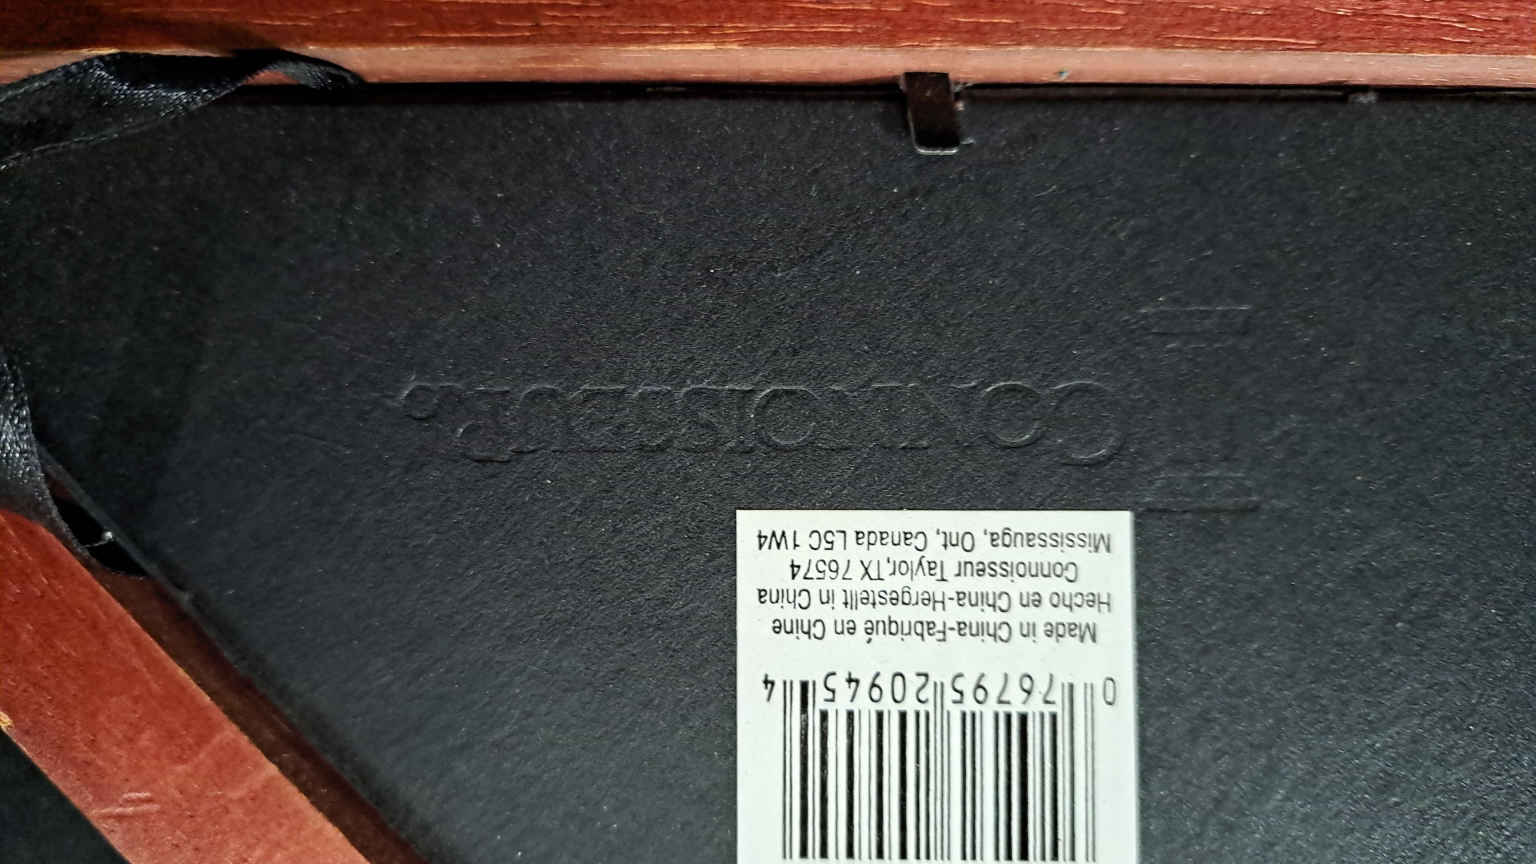 0 76795 20945 4
Made in China-Fabriqué en Chine
Hecho en China-Hergestellt in China
Connoisseur Taylor,TX 76574
Mississauga, Ont, Canada L5C 1W4
CONNOISSEUR®